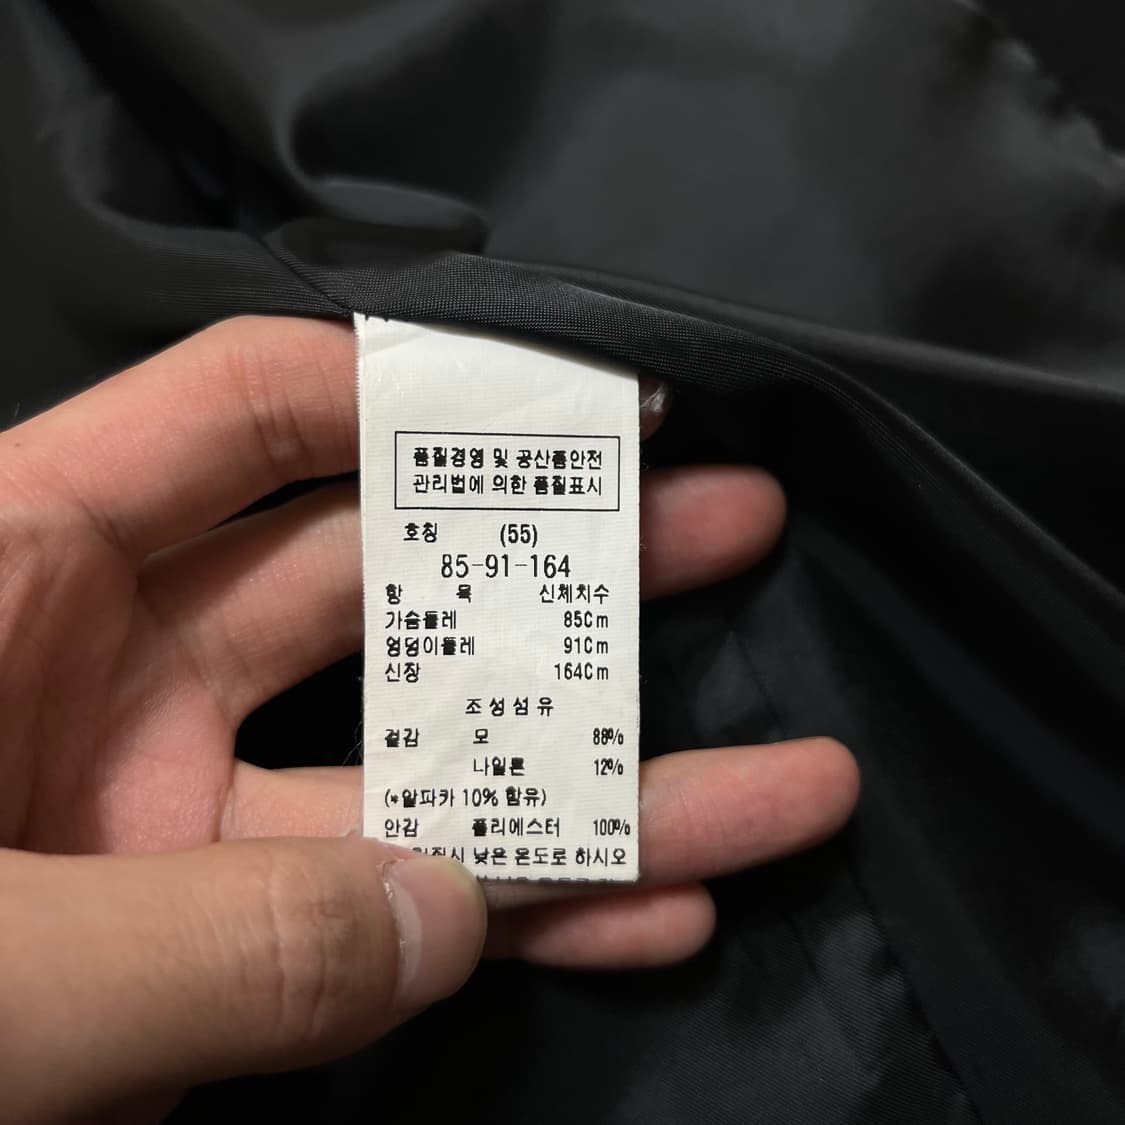 품질경영 및 공산품안전
관리법에 의한 품질표시
호칭 (55)
85-91-164
항 목 신체치수
가슴둘레 85Cm
엉덩이둘레 91Cm
신장 164Cm
조성섬유
겉감 모 88%
나일론 12%
(*알파카 10% 함유)
안감 폴리에스터 100%
낮은 온도로 하시오